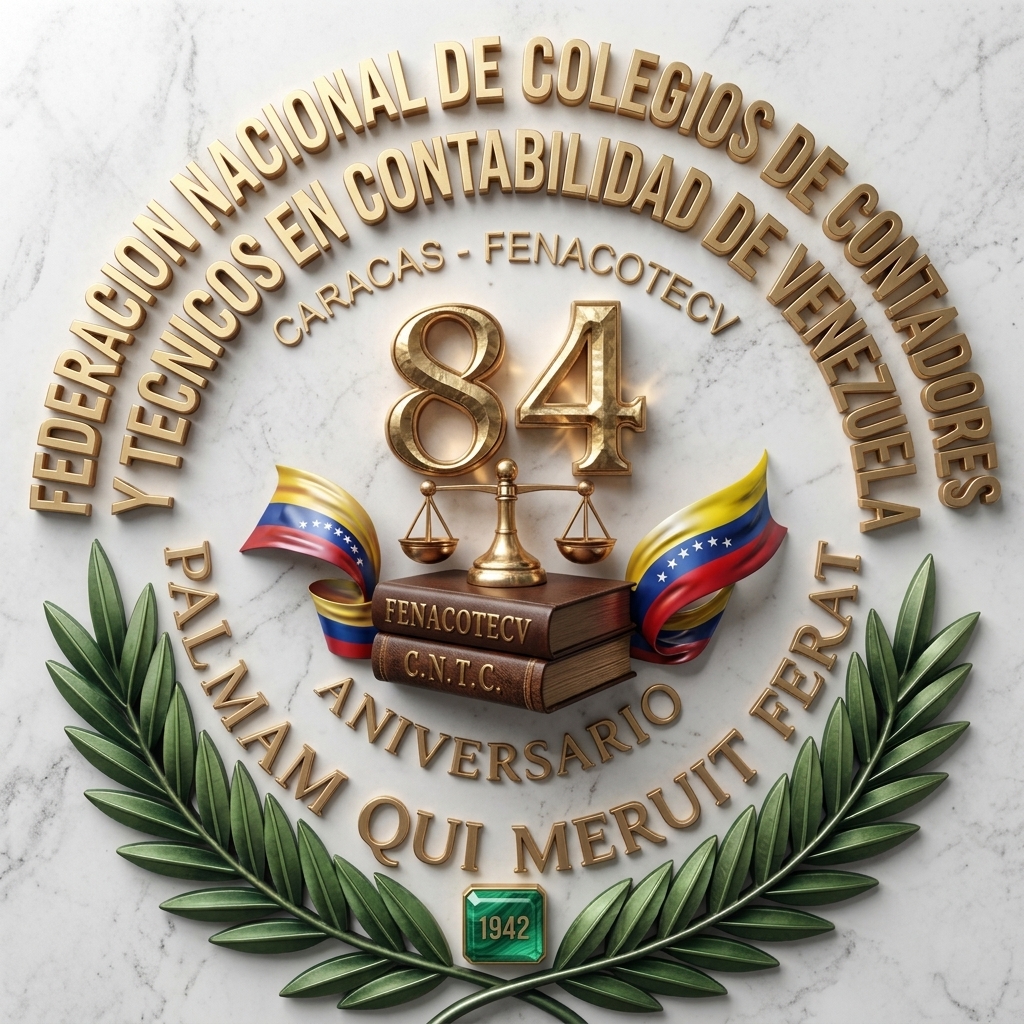 FEDERACION NACIONAL DE COLEGIOS DE CONTADORES
Y TECNICOS EN CONTABILIDAD DE VENEZUELA
CARACAS - FENACOTECV
84
FENACOTECV
C.N.T.C.
ANIVERSARIO
PALMAM QUI MERUIT FERAT
1942